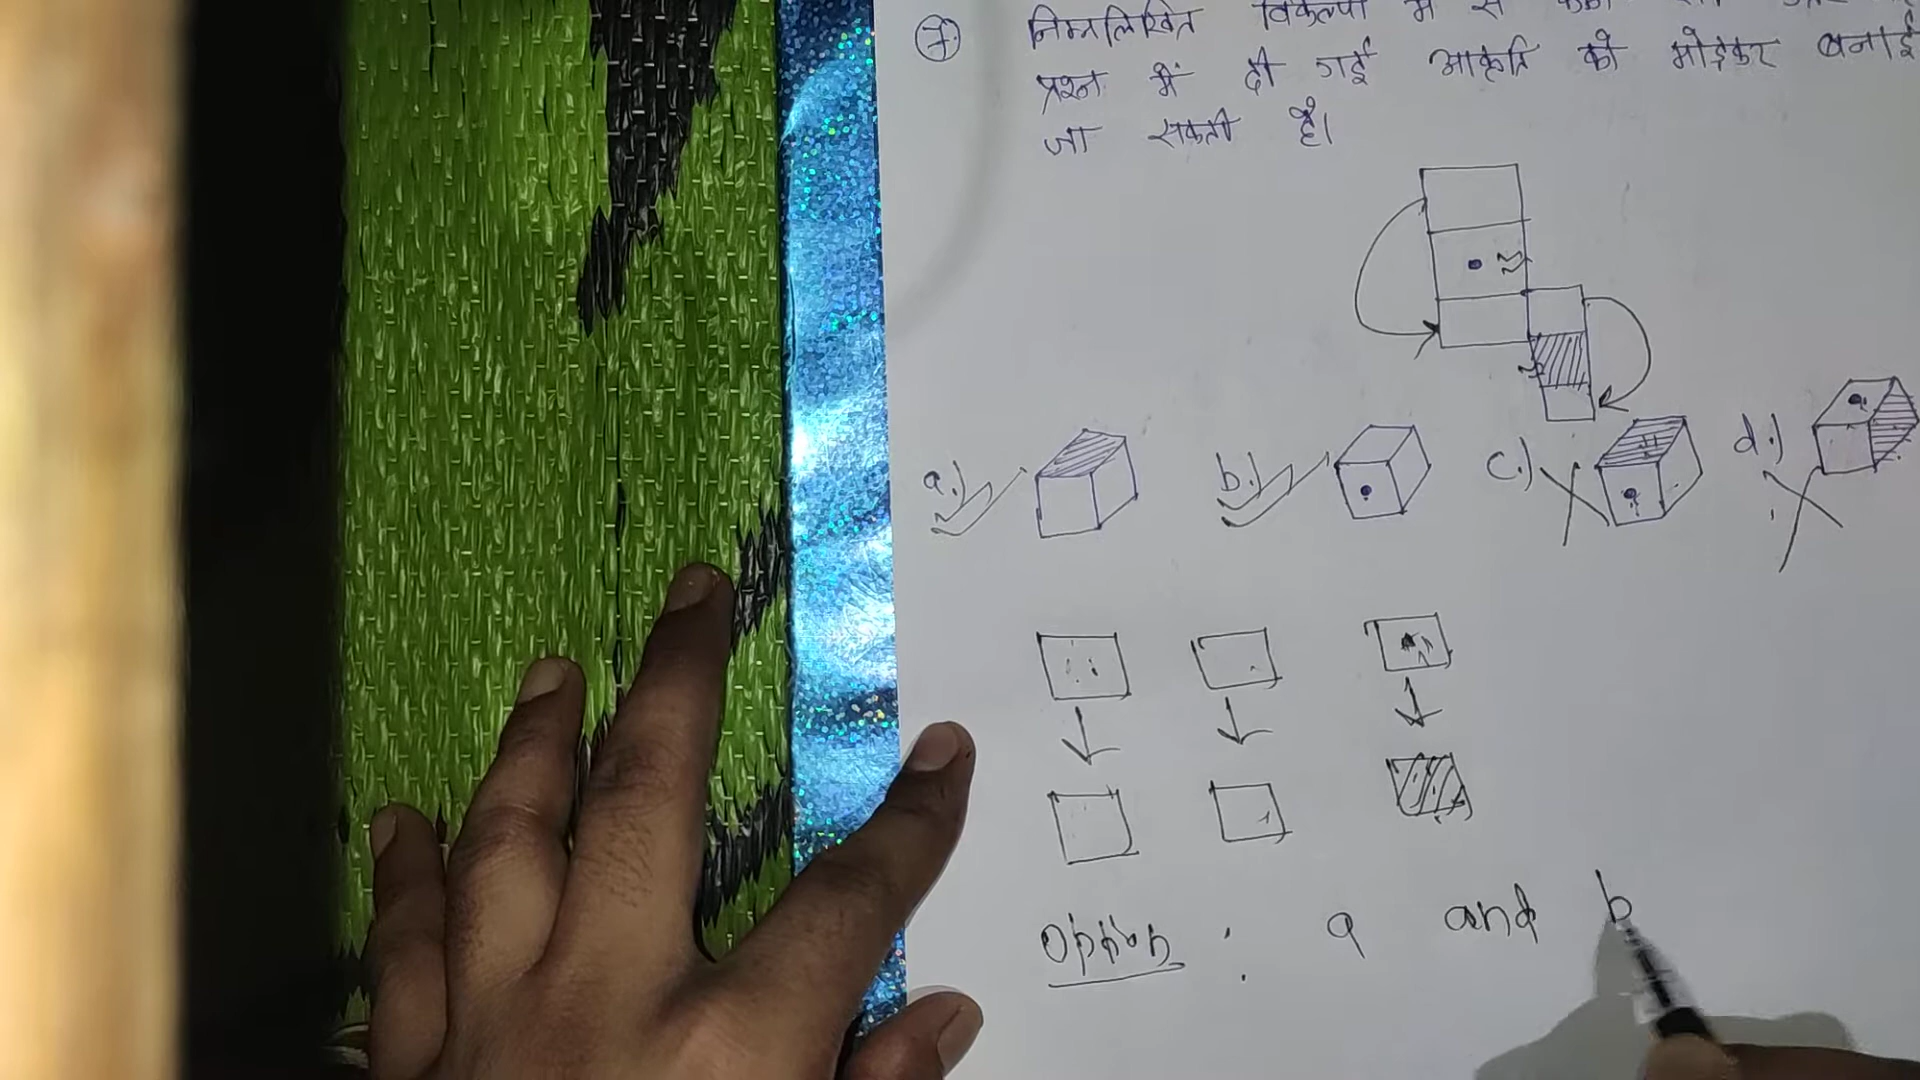 7. निम्नलिखित विकल्पों में से
प्रश्न में दी गई आकृति को मोड़कर बनाई
जा सकती है।
a.) b.) c.) d.)
Option : a and b